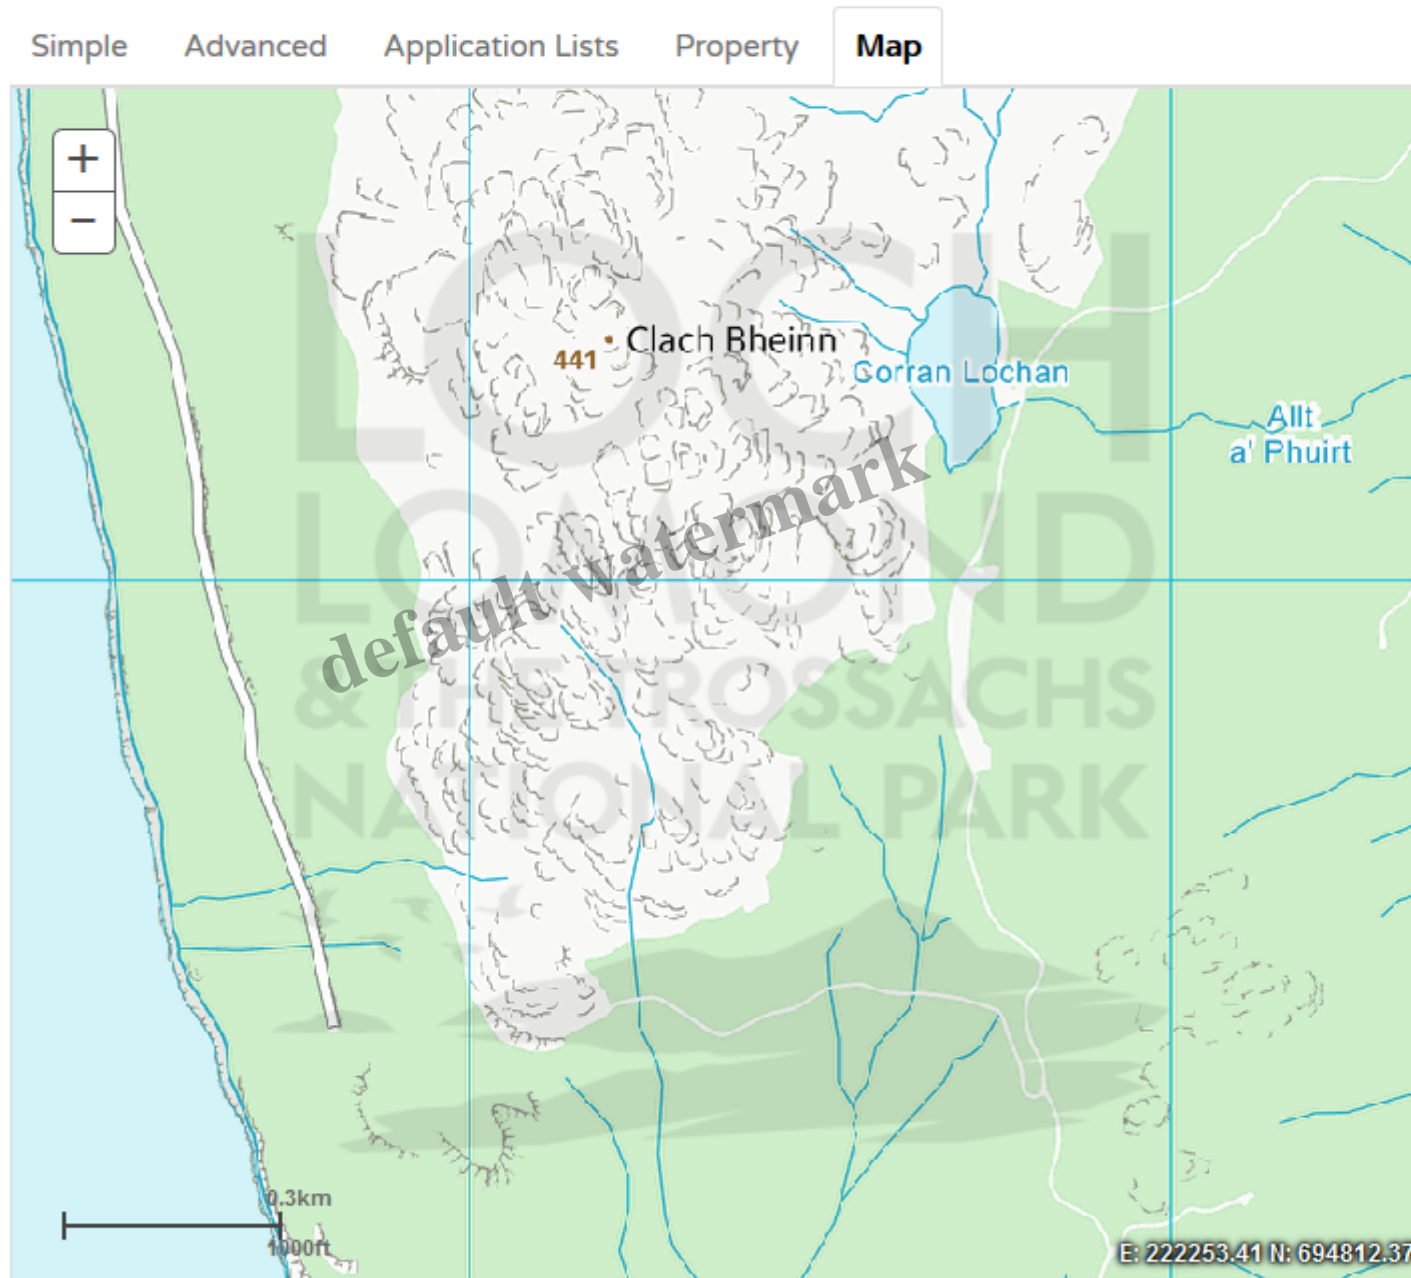 Simple Advanced Application Lists Property Map
+
−
LOCH
Clach Bheinn
441
Corran Lochan
Allt
a' Phuirt
default watermark
LOMOND
& THE TROSSACHS
NATIONAL PARK
0.3km
1000ft
E: 222253.41 N: 694812.37